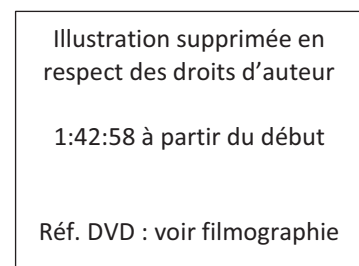 Illustration supprimée en
respect des droits d’auteur
1:42:58 à partir du début
Réf. DVD : voir filmographie